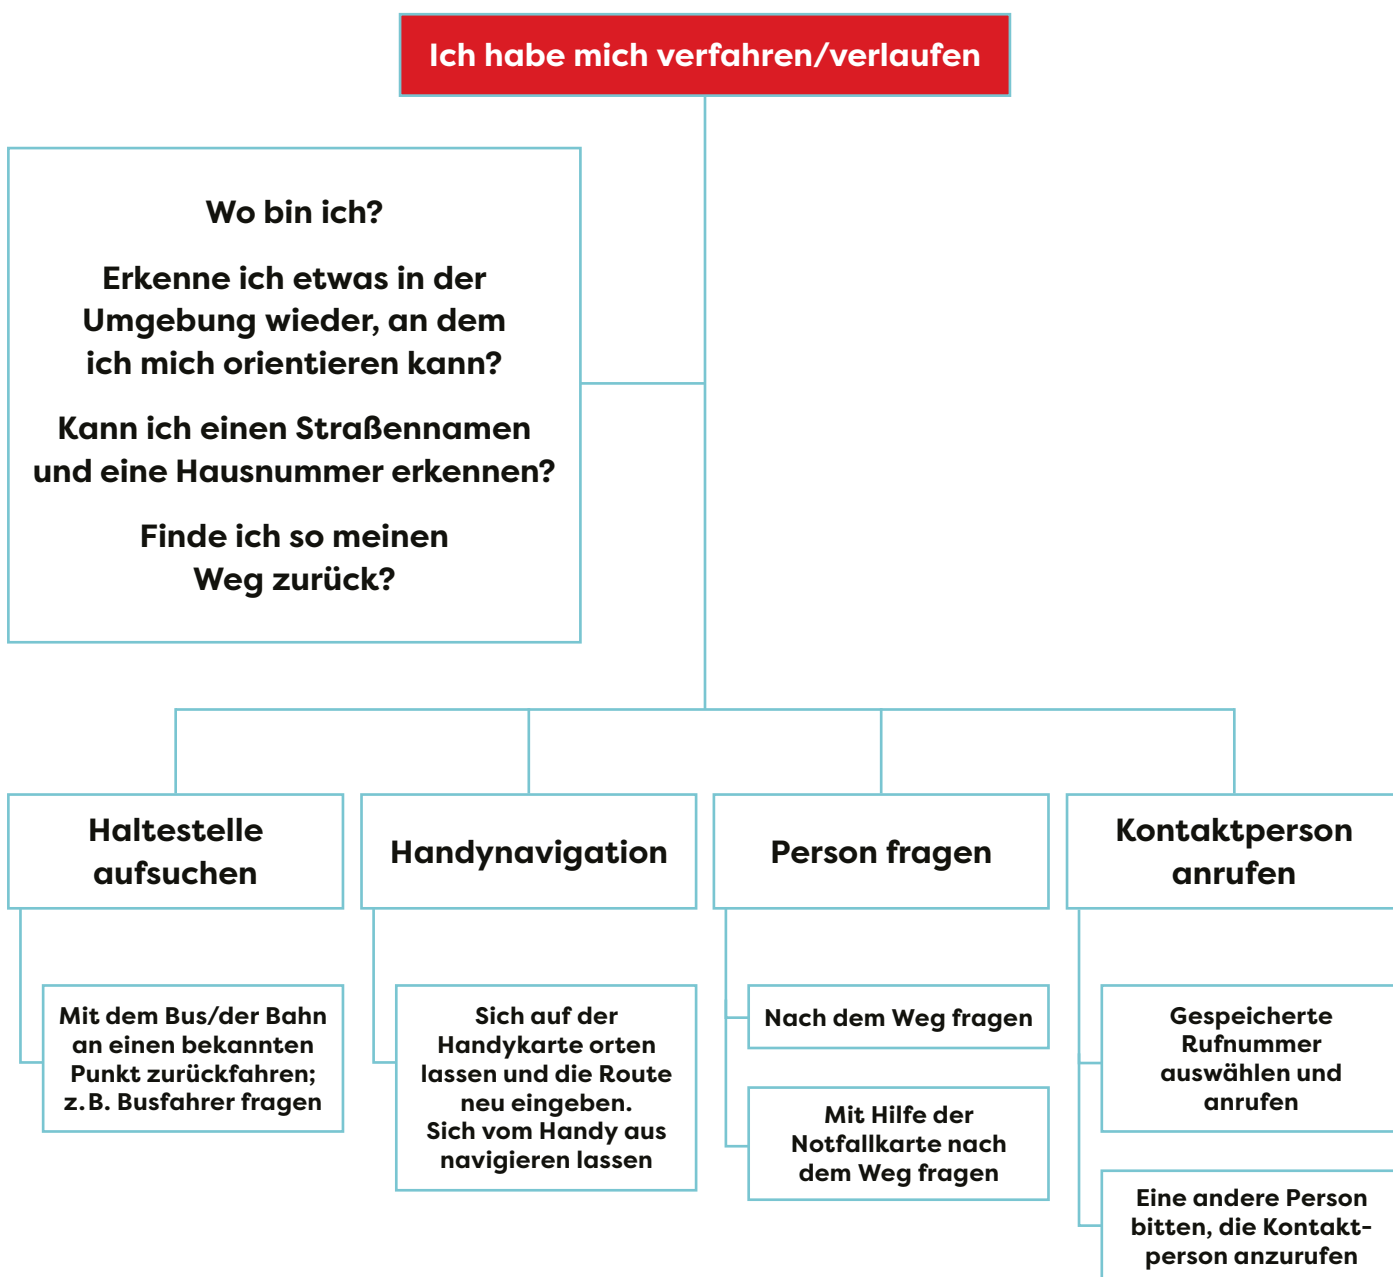 Ich habe mich verfahren/verlaufen
Wo bin ich?
Erkenne ich etwas in der
Umgebung wieder, an dem
ich mich orientieren kann?
Kann ich einen Straßennamen
und eine Hausnummer erkennen?
Finde ich so meinen
Weg zurück?
Haltestelle
aufsuchen
Mit dem Bus/der Bahn
an einen bekannten
Punkt zurückfahren;
z.B. Busfahrer fragen
Handynavigation
Sich auf der
Handykarte orten
lassen und die Route
neu eingeben.
Sich vom Handy aus
navigieren lassen
Person fragen
Nach dem Weg fragen
Mit Hilfe der
Notfallkarte nach
dem Weg fragen
Kontaktperson
anrufen
Gespeicherte
Rufnummer
auswählen und
anrufen
Eine andere Person
bitten, die Kontakt-
person anzurufen